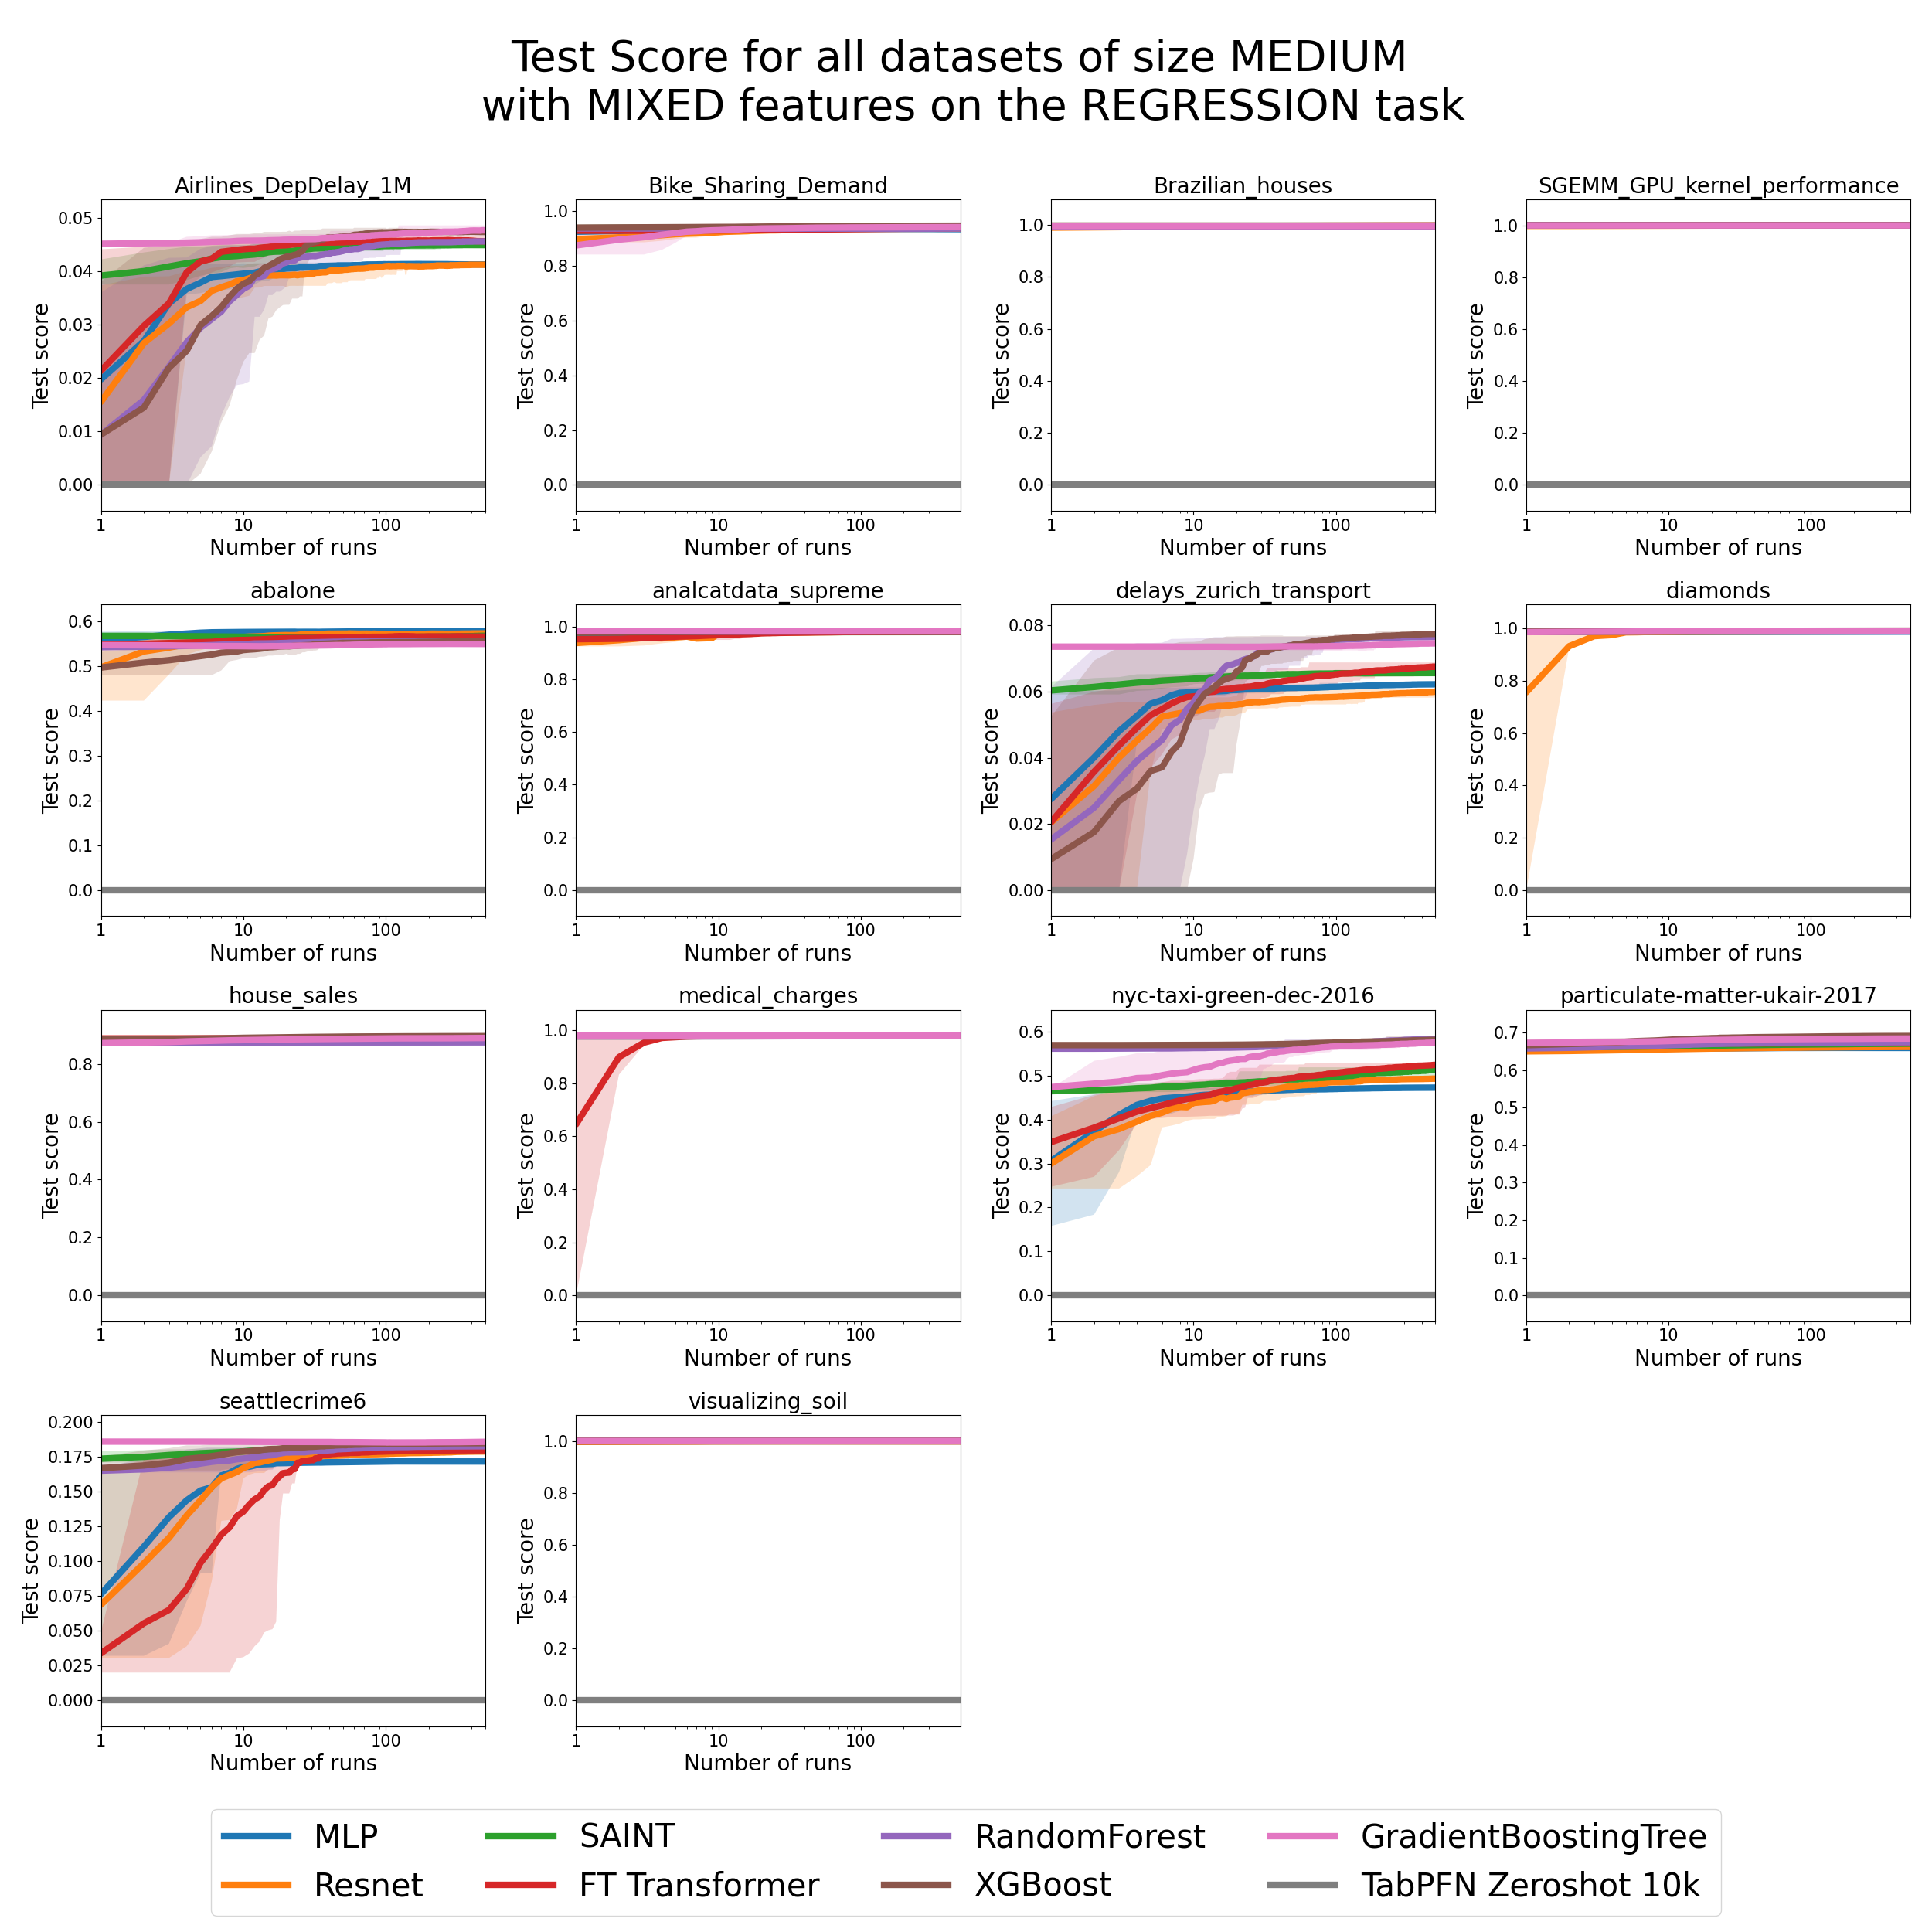 Test Score for all datasets of size MEDIUM
with MIXED features on the REGRESSION task
Airlines_DepDelay_1M
0.05
0.04
0.03
0.02
0.01
0.00
Test score
1 10 100
Number of runs
Bike_Sharing_Demand
1.0
0.8
0.6
0.4
0.2
0.0
Test score
1 10 100
Number of runs
Brazilian_houses
1.0
0.8
0.6
0.4
0.2
0.0
Test score
1 10 100
Number of runs
SGEMM_GPU_kernel_performance
1.0
0.8
0.6
0.4
0.2
0.0
Test score
1 10 100
Number of runs
abalone
0.6
0.5
0.4
0.3
0.2
0.1
0.0
Test score
1 10 100
Number of runs
analcatdata_supreme
1.0
0.8
0.6
0.4
0.2
0.0
Test score
1 10 100
Number of runs
delays_zurich_transport
0.08
0.06
0.04
0.02
0.00
Test score
1 10 100
Number of runs
diamonds
1.0
0.8
0.6
0.4
0.2
0.0
Test score
1 10 100
Number of runs
house_sales
0.8
0.6
0.4
0.2
0.0
Test score
1 10 100
Number of runs
medical_charges
1.0
0.8
0.6
0.4
0.2
0.0
Test score
1 10 100
Number of runs
nyc-taxi-green-dec-2016
0.6
0.5
0.4
0.3
0.2
0.1
0.0
Test score
1 10 100
Number of runs
particulate-matter-ukair-2017
0.7
0.6
0.5
0.4
0.3
0.2
0.1
0.0
Test score
1 10 100
Number of runs
seattlecrime6
0.200
0.175
0.150
0.125
0.100
0.075
0.050
0.025
0.000
Test score
1 10 100
Number of runs
visualizing_soil
1.0
0.8
0.6
0.4
0.2
0.0
Test score
1 10 100
Number of runs
MLP SAINT RandomForest GradientBoostingTree
Resnet FT Transformer XGBoost TabPFN Zeroshot 10k